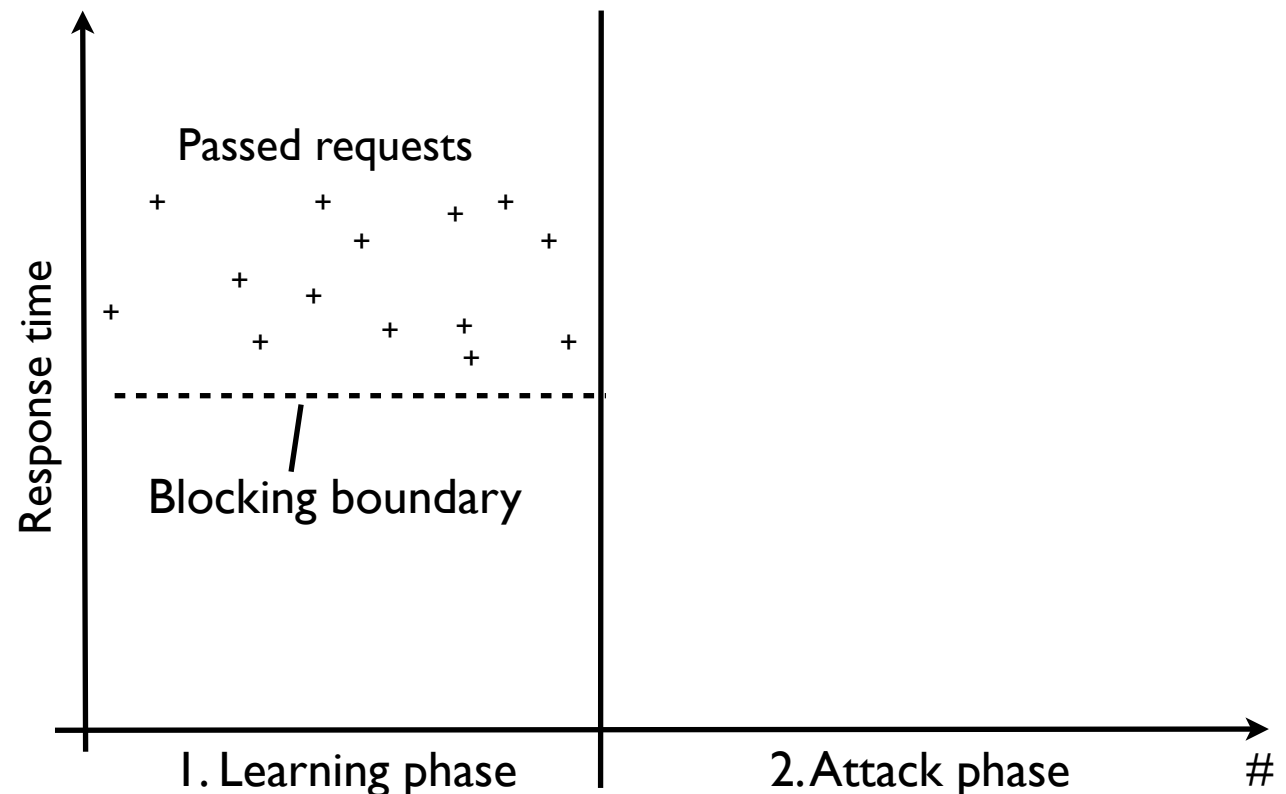 Passed requests
Response time
Blocking boundary
1. Learning phase
2. Attack phase
#